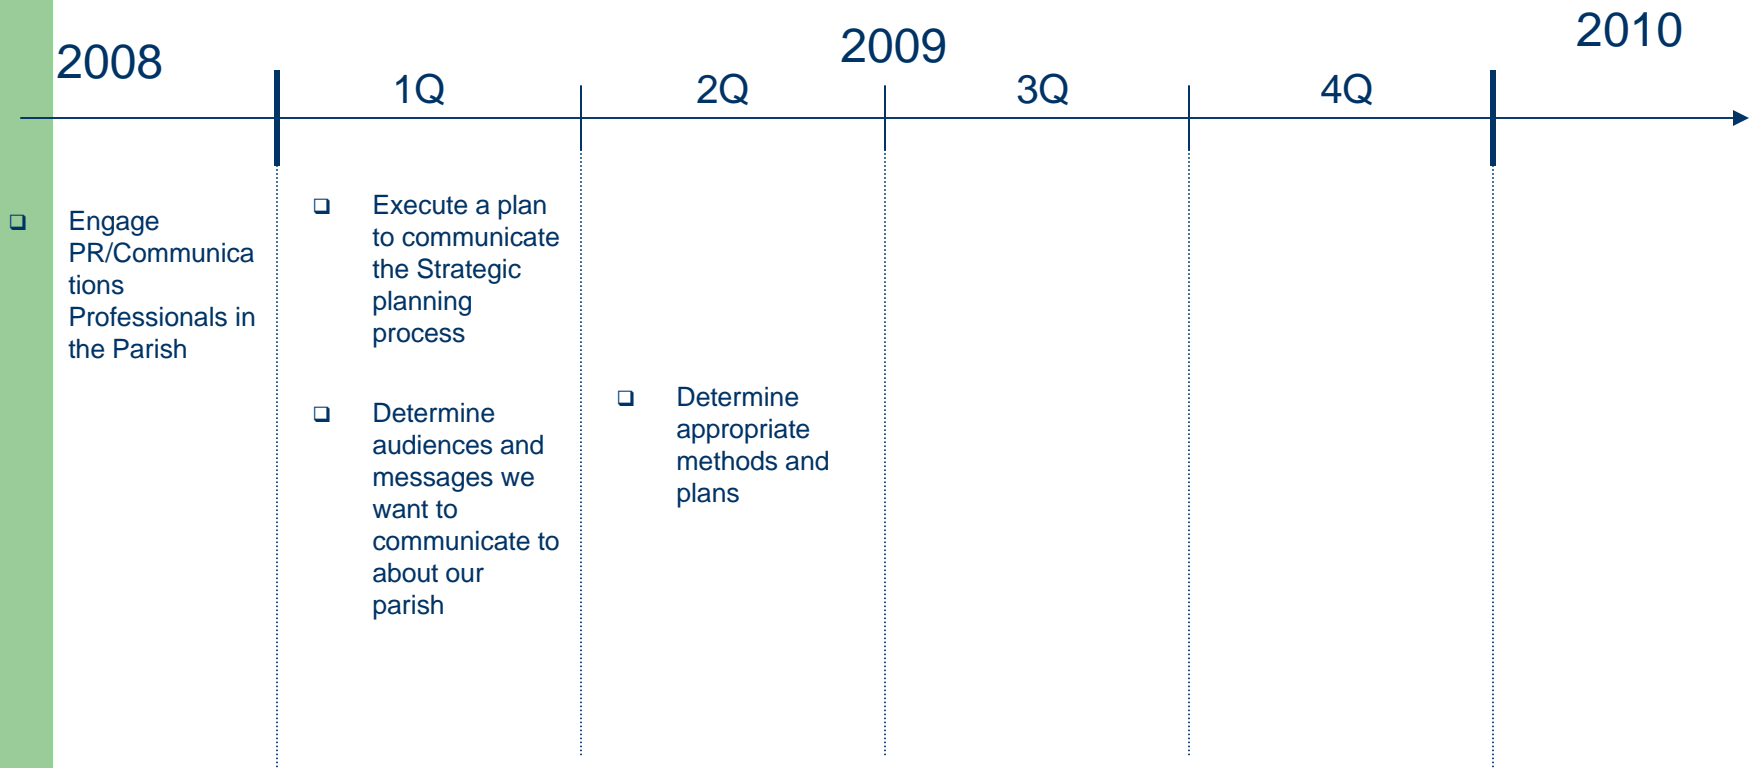 2008
2009
2010
1Q
2Q
3Q
4Q
Engage
PR/Communica
tions
Professionals in
the Parish
Execute a plan
to communicate
the Strategic
planning
process
Determine
audiences and
messages we
want to
communicate to
about our
parish
Determine
appropriate
methods and
plans